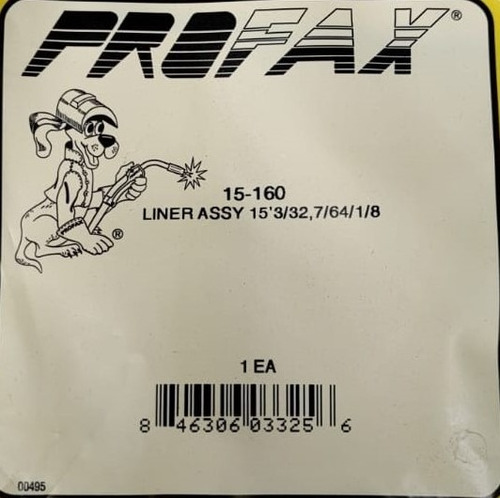 PROFAX®
15-160
LINER ASSY 15'3/32,7/64/1/8
PROFAX
®
1 EA
8 46306 03325 6
00495